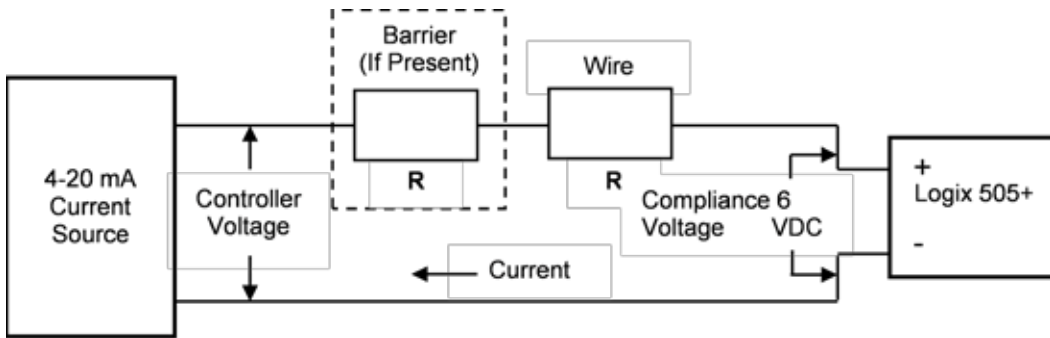 Barrier
(If Present)
Wire
4-20 mA
Current
Source
Controller
Voltage
R
R
Compliance 6
Voltage VDC
+
Logix 505+
-
Current